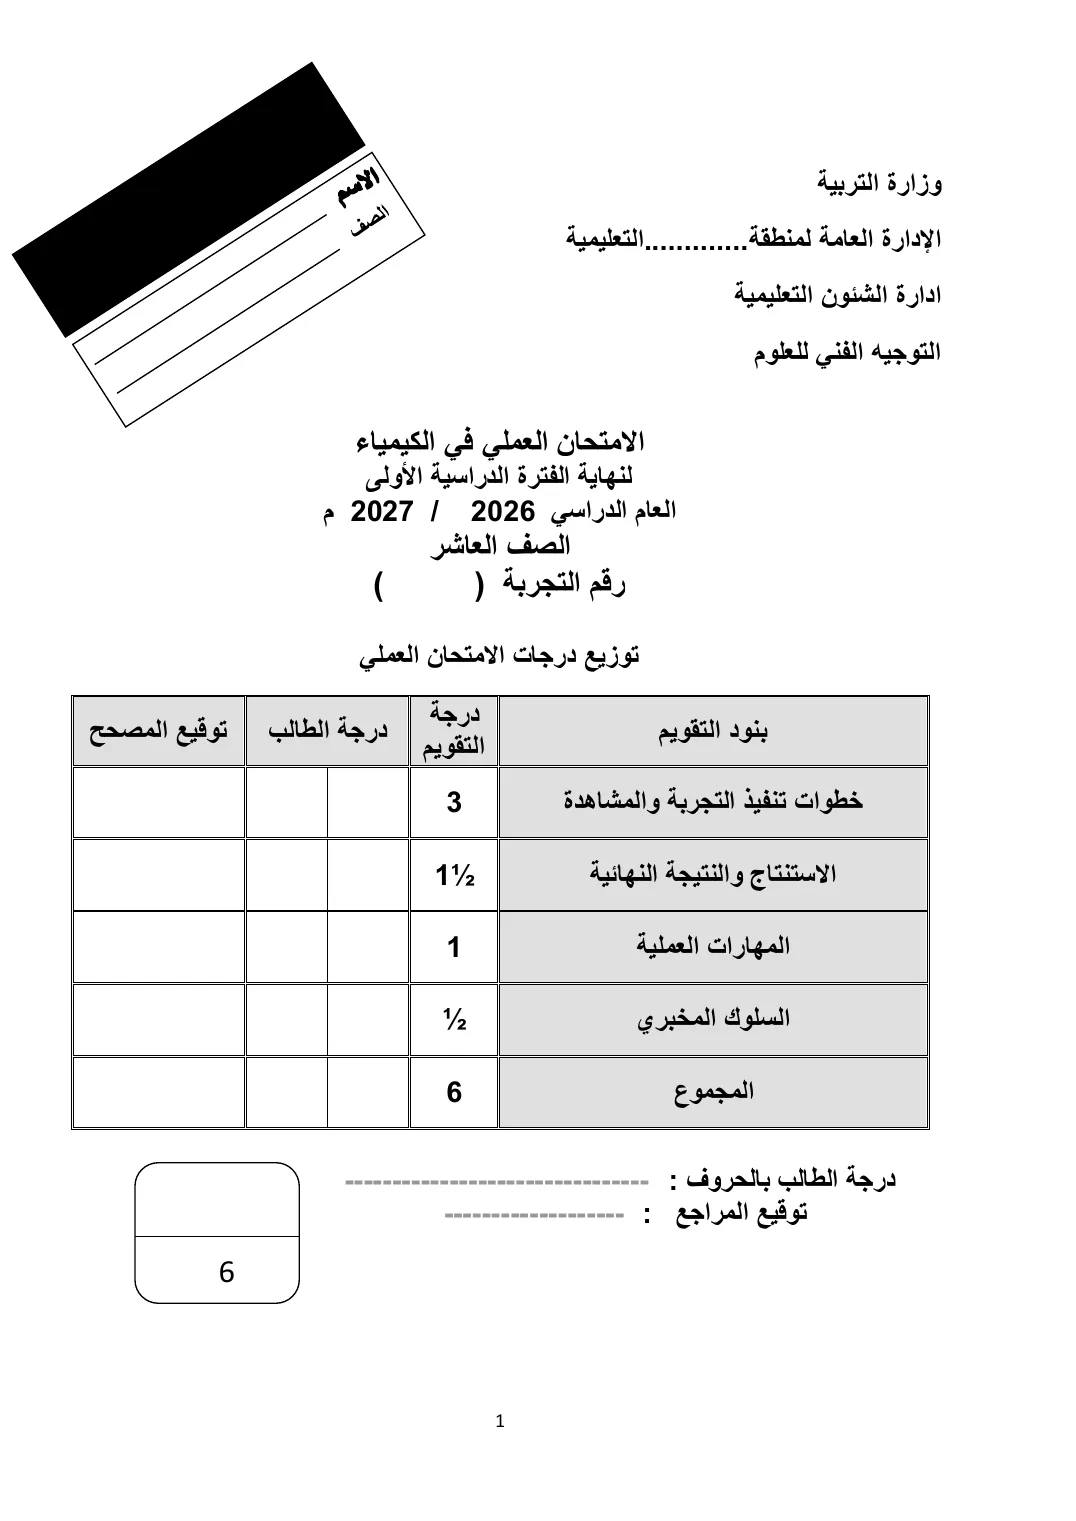 الاسم
الصف
وزارة التربية
الإدارة العامة لمنطقة.............التعليمية
ادارة الشئون التعليمية
التوجيه الفني للعلوم
الامتحان العملي في الكيمياء
لنهاية الفترة الدراسية الأولى
العام الدراسي 2026 / 2027 م
الصف العاشر
رقم التجربة ( )
توزيع درجات الامتحان العملي
بنود التقويم درجة التقويم درجة الطالب توقيع المصحح
خطوات تنفيذ التجربة والمشاهدة 3
الاستنتاج والنتيجة النهائية 1½
المهارات العملية 1
السلوك المخبري ½
المجموع 6
درجة الطالب بالحروف : --------------------------------
توقيع المراجع : -------------------
6
1